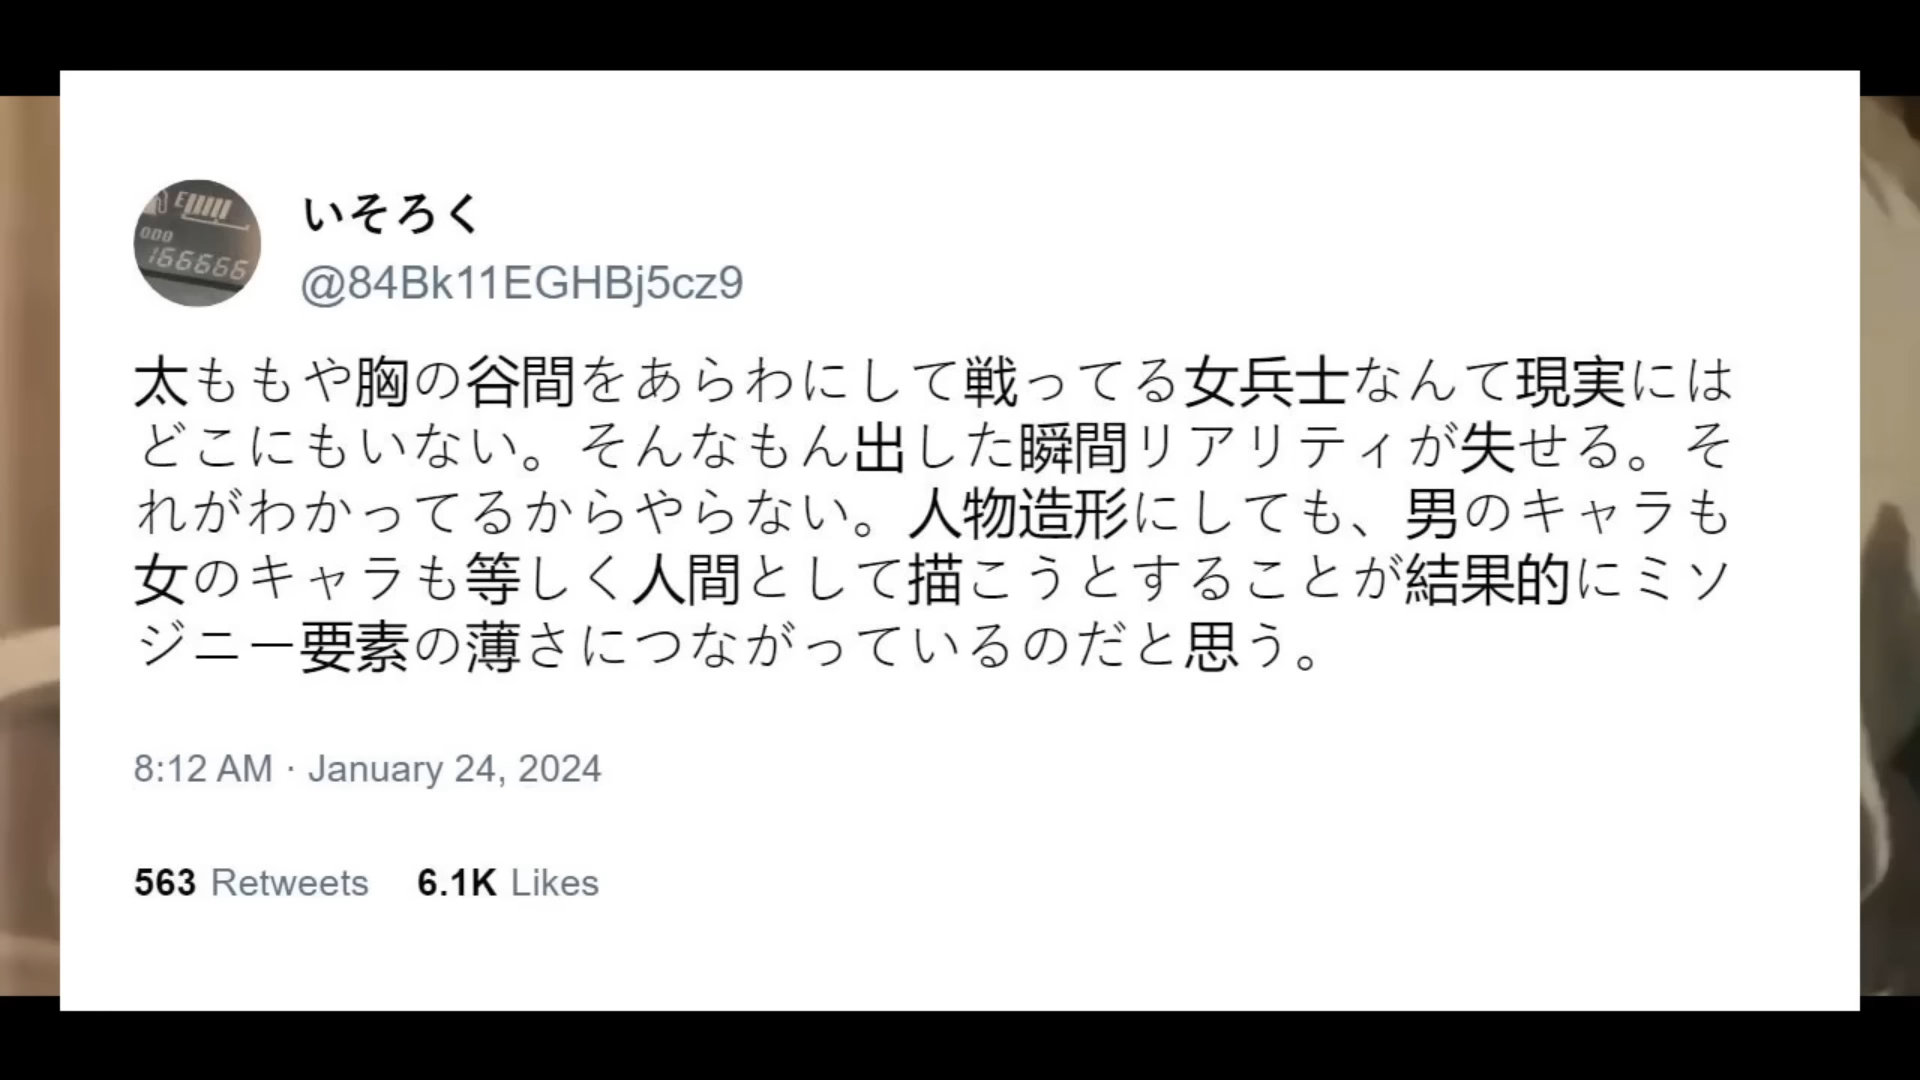 E
ODO
166666
いそろく
@84Bk11EGHBj5cz9
太ももや胸の谷間をあらわにして戦ってる女兵士なんて現実には
どこにもいない。そんなもん出した瞬間リアリティが失せる。そ
れがわかってるからやらない。人物造形にしても、男のキャラも
女のキャラも等しく人間として描こうとすることが結果的にミソ
ジニー要素の薄さにつながっているのだと思う。
8:12 AM · January 24, 2024
563 Retweets 6.1K Likes